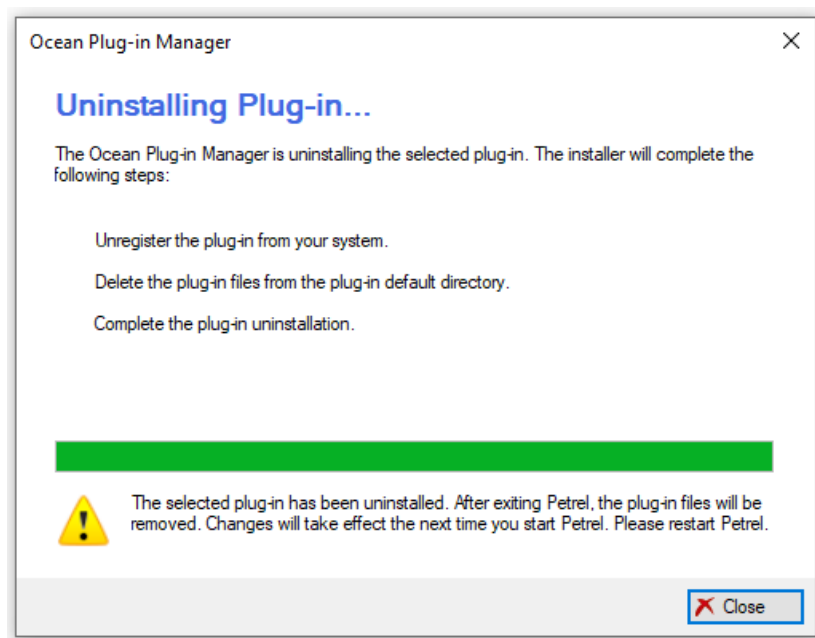 Ocean Plug-in Manager
Uninstalling Plug-in...
The Ocean Plug-in Manager is uninstalling the selected plug-in. The installer will complete the
following steps:
Unregister the plug-in from your system.
Delete the plug-in files from the plug-in default directory.
Complete the plug-in uninstallation.
The selected plug-in has been uninstalled. After exiting Petrel, the plug-in files will be
removed. Changes will take effect the next time you start Petrel. Please restart Petrel.
Close